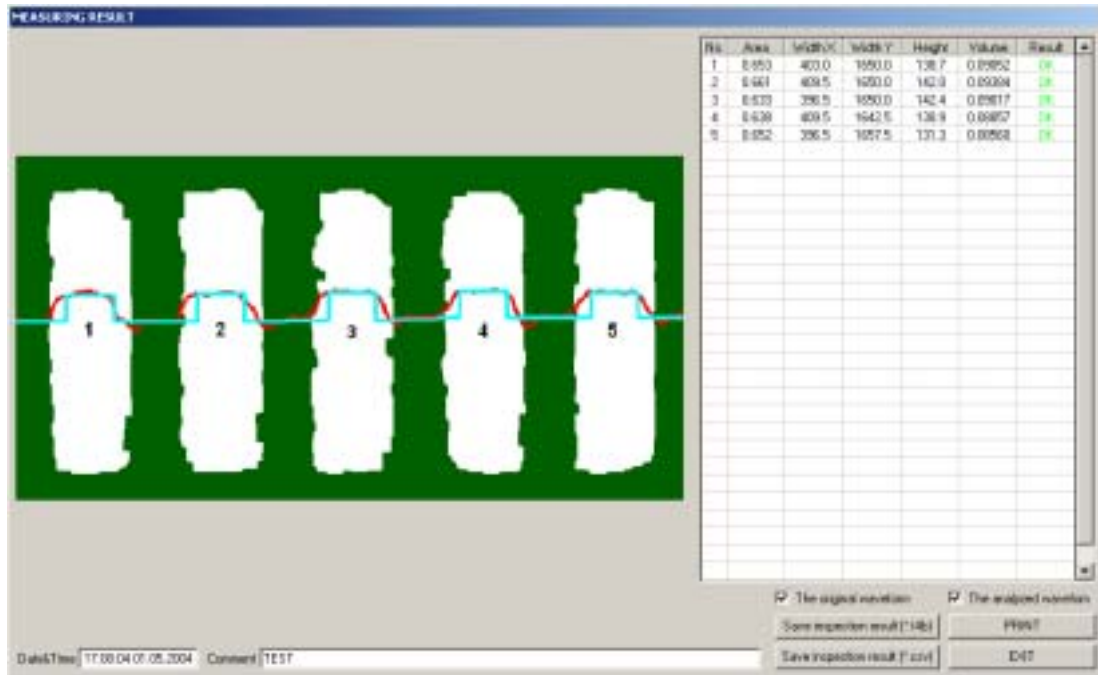 MEASURING RESULT
No. Area WidthX Width Y Height Volume Result
1 0.653 403.0 1650.0 138.7 0.09052 OK
2 0.661 409.5 1650.0 0.09384 OK
3 0.633 396.5 1650.0 142.4 0.09017 OK
4 0.638 409.5 1642.5 138.9 0.08857 OK
5 0.652 396.5 1657.5 131.3 0.08560 OK
1 2 3 4 5
The original waveform The analyzed waveform
Save inspection result PRINT
Date&Time 17:08:04 01.05.2004 Comment TEST Save inspection result (*.csv) EXIT